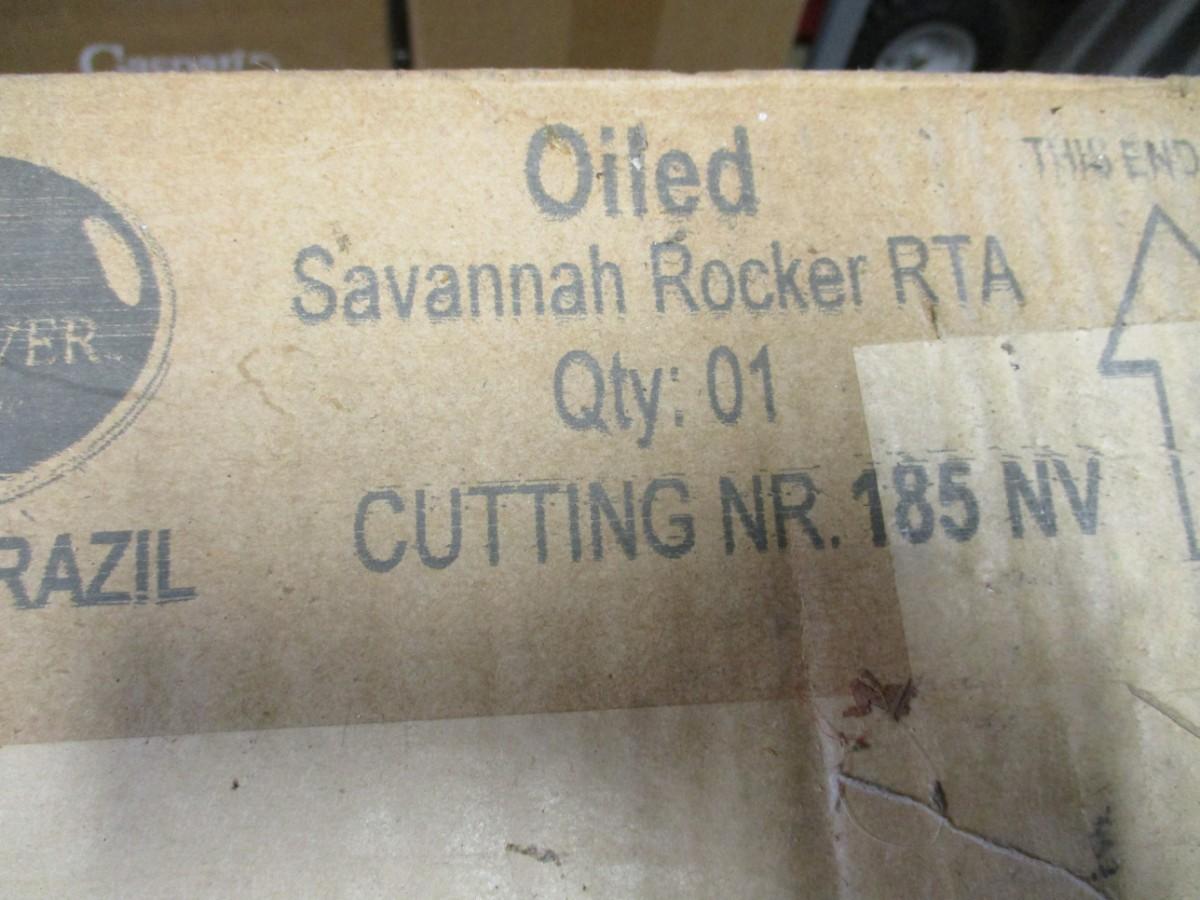 Oiled
THIS END
Savannah Rocker RTA
VER
Qty: 01
CUTTING NR. 185 NV
RAZIL